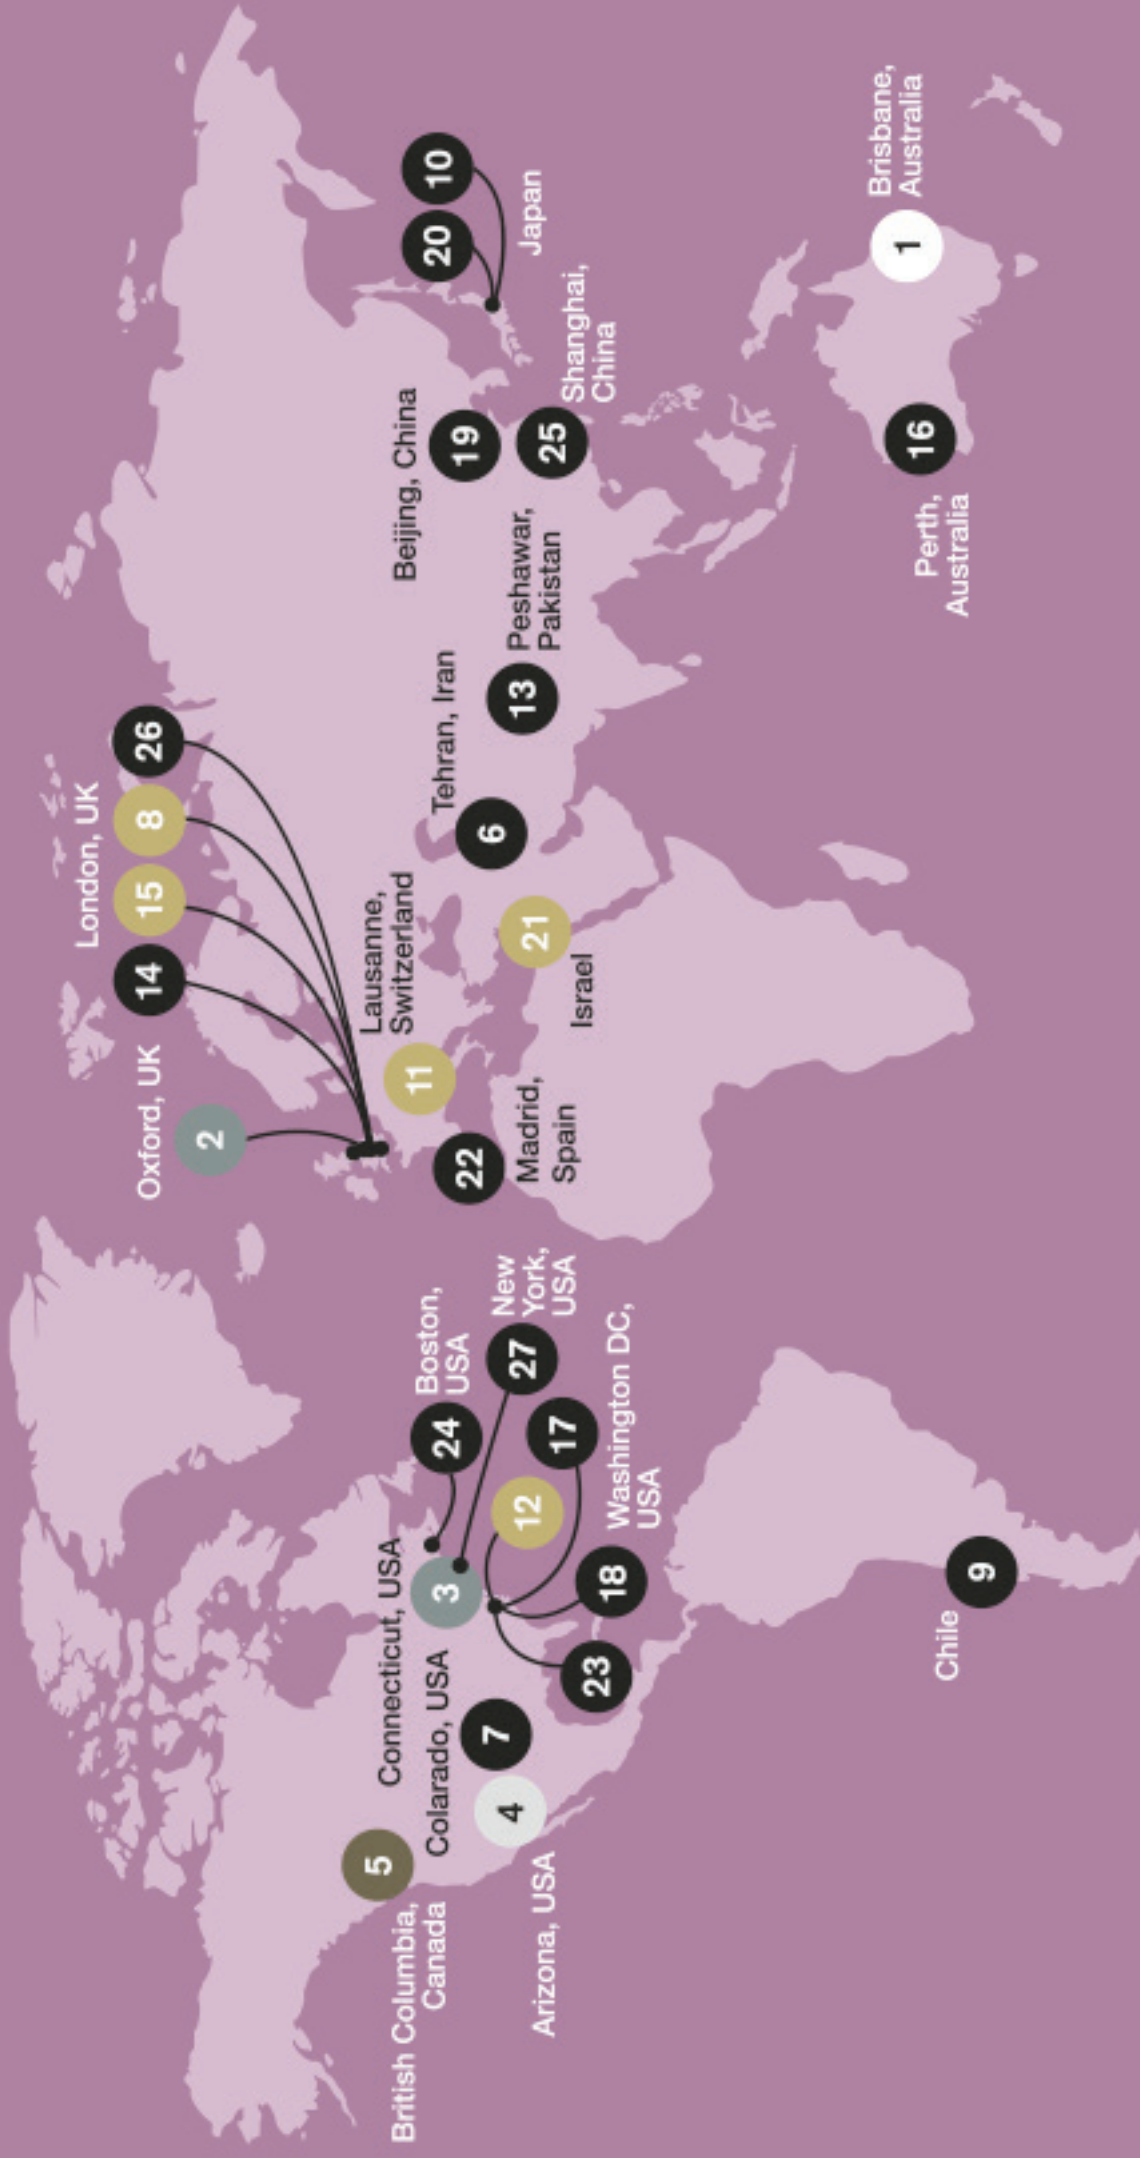 London, UK
14
15
8
26
Oxford, UK
2
Lausanne,
Switzerland
11
22
Madrid,
Spain
21
Israel
Tehran, Iran
6
13
Peshawar,
Pakistan
Beijing, China
19
25
Shanghai,
China
20
10
Japan
Brisbane,
Australia
1
16
Perth,
Australia
British Columbia,
Canada
5
Connecticut, USA
3
Colarado, USA
7
4
Arizona, USA
Boston,
USA
24
New
York,
USA
27
12
17
18
23
Washington DC,
USA
Chile
9